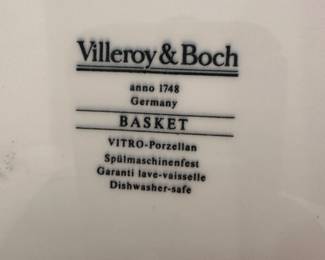 Villeroy & Boch
anno 1748
Germany
BASKET
VITRO-Porzellan
Spülmaschinenfest
Garanti lave-vaisselle
Dishwasher-safe